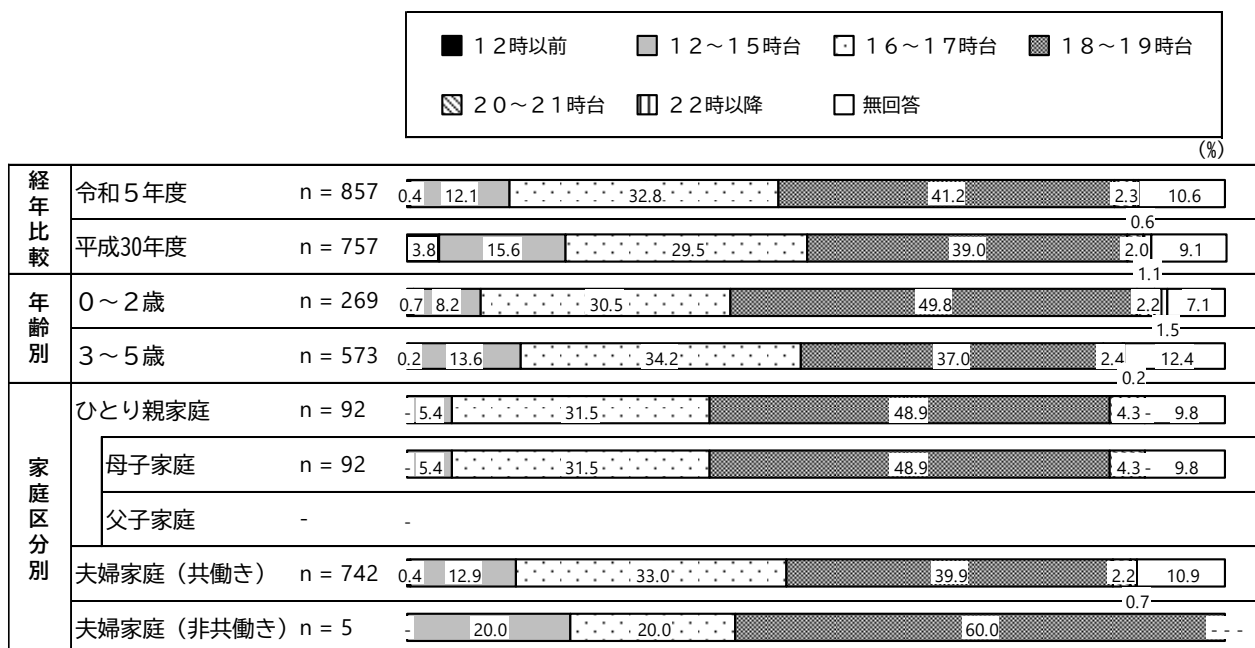 12時以前 12～15時台 16～17時台 18～19時台
20～21時台 22時以降 無回答
(%)
経年比較
令和5年度 n = 857 0.4 12.1 32.8 41.2 2.3 10.6
0.6
平成30年度 n = 757 3.8 15.6 29.5 39.0 2.0 9.1
1.1
年齢別
0～2歳 n = 269 0.7 8.2 30.5 49.8 2.2 7.1
1.5
3～5歳 n = 573 0.2 13.6 34.2 37.0 2.4 12.4
0.2
家庭区分別
ひとり親家庭 n = 92 - 5.4 31.5 48.9 4.3 - 9.8
母子家庭 n = 92 - 5.4 31.5 48.9 4.3 - 9.8
父子家庭 - -
夫婦家庭（共働き） n = 742 0.4 12.9 33.0 39.9 2.2 10.9
0.7
夫婦家庭（非共働き） n = 5 - 20.0 20.0 60.0 - - -